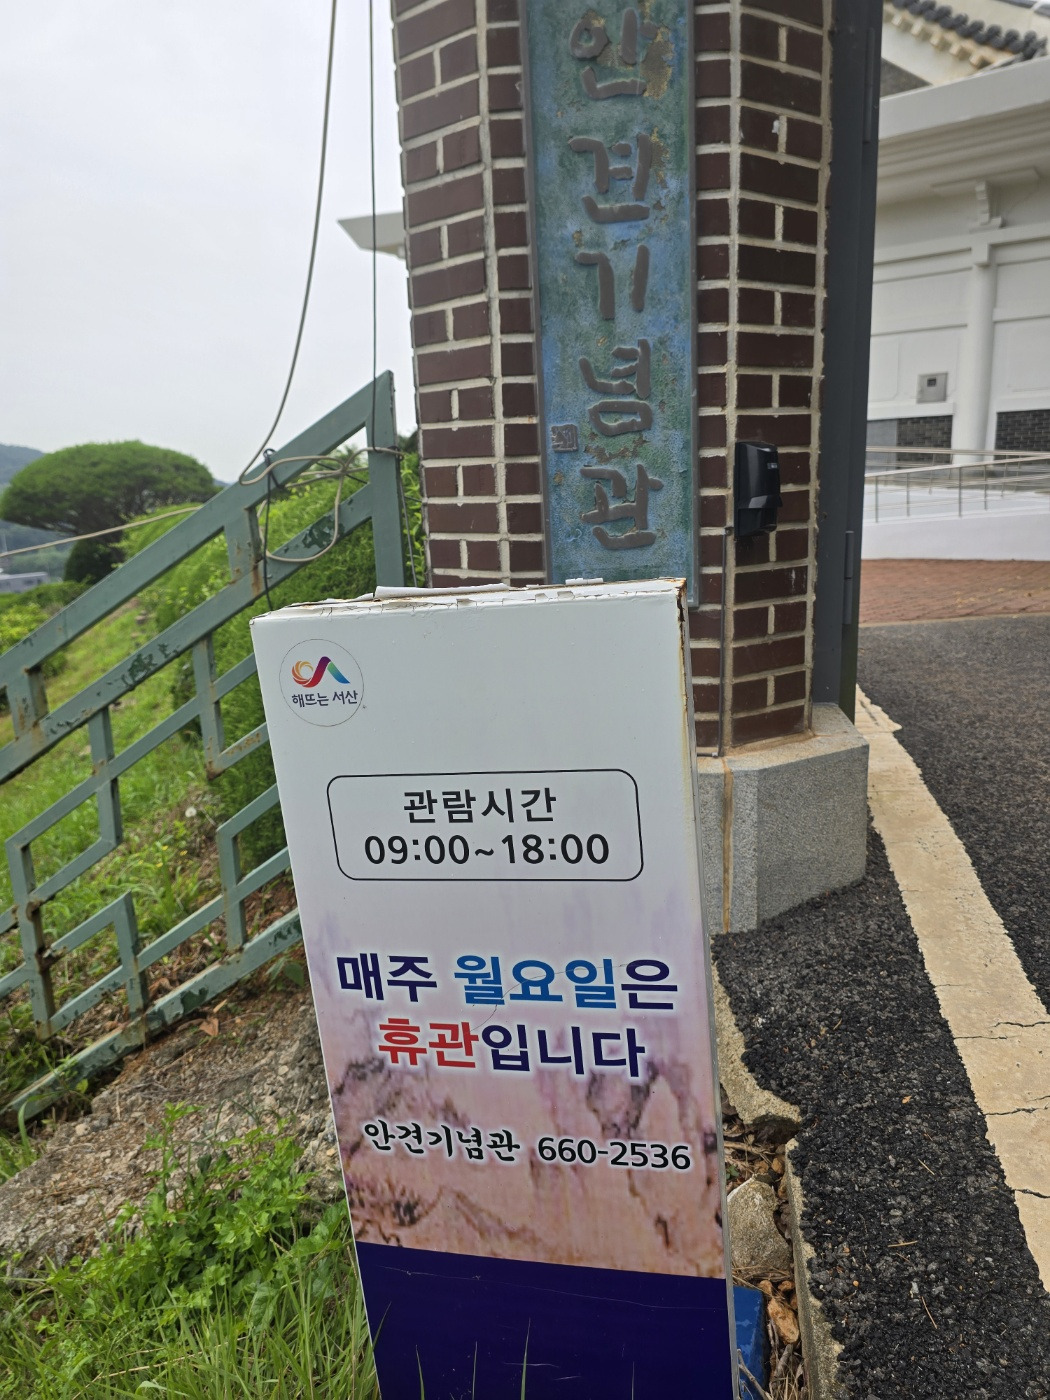 안견기념관
해뜨는 서산
관람시간
09:00~18:00
매주 월요일은
휴관입니다
안견기념관 660-2536